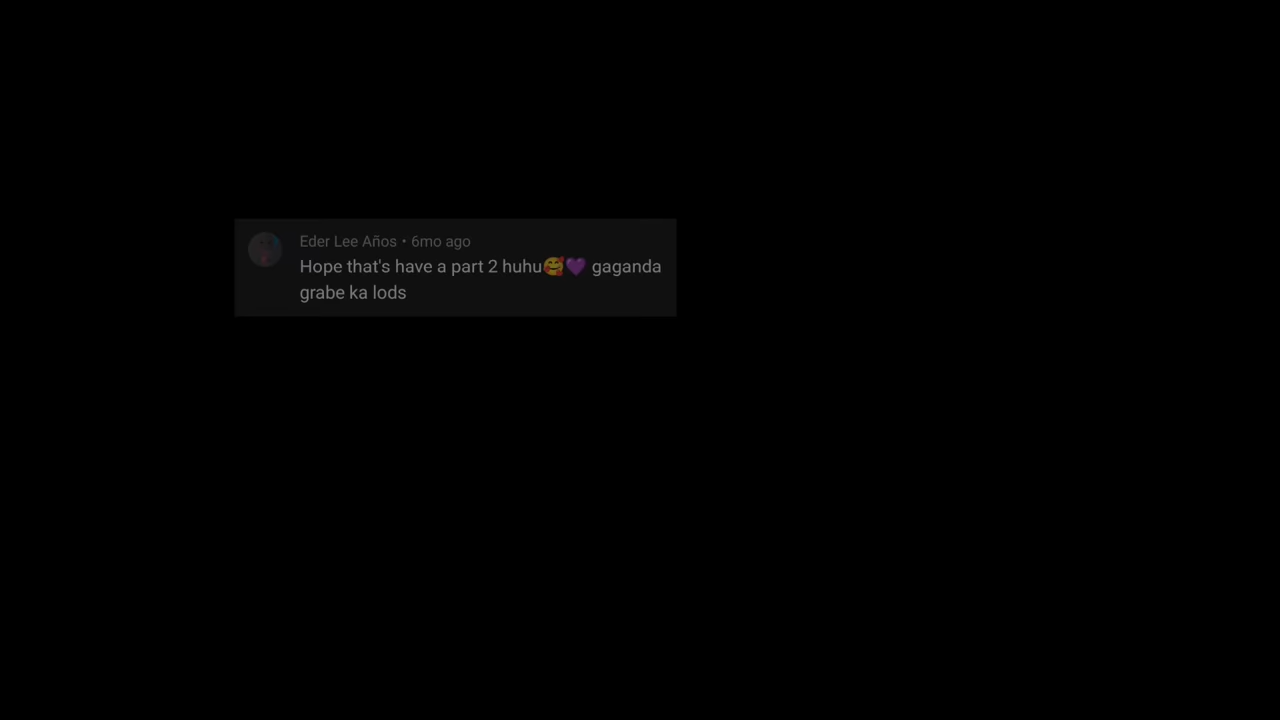 Eder Lee Años • 6mo ago
Hope that's have a part 2 huhu🥰💜 gaganda
grabe ka lods